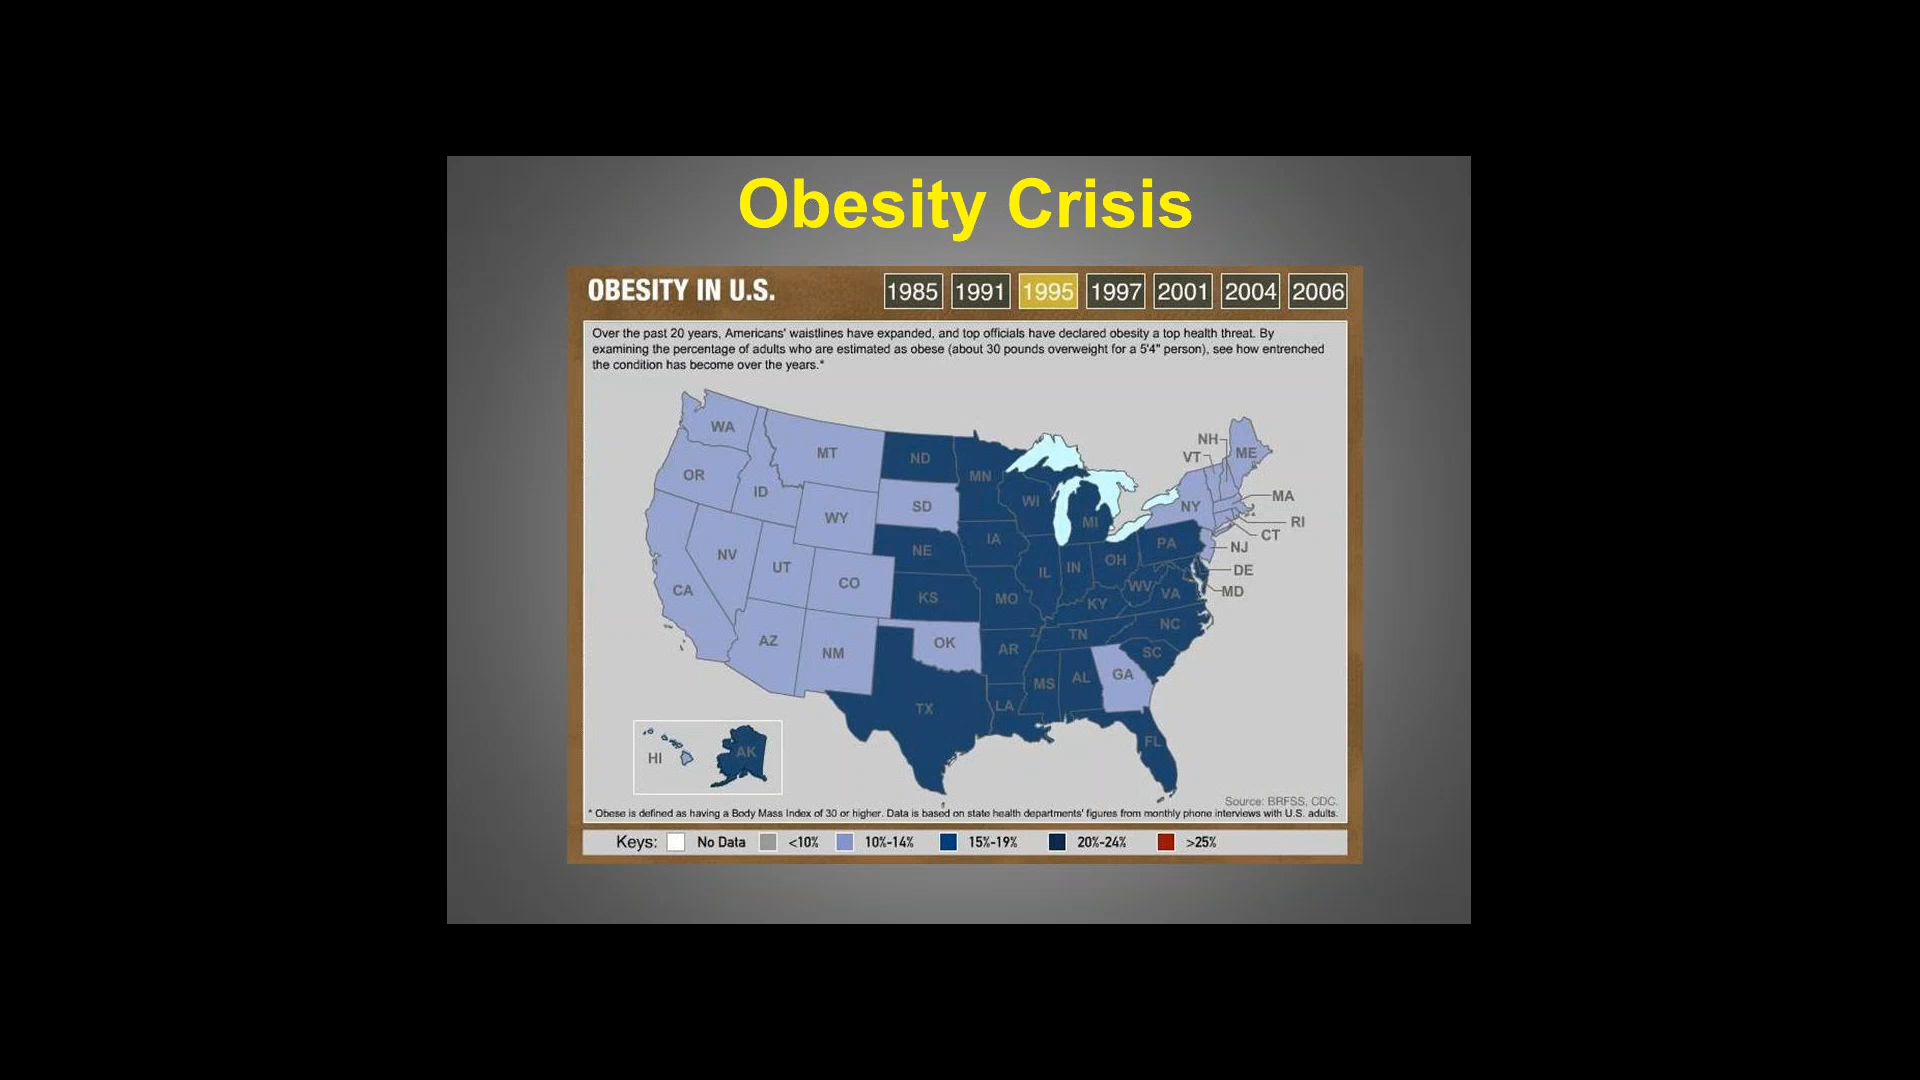 Obesity Crisis
OBESITY IN U.S.
1985 1991 1995 1997 2001 2004 2006
Over the past 20 years, Americans' waistlines have expanded, and top officials have declared obesity a top health threat. By
examining the percentage of adults who are estimated as obese (about 30 pounds overweight for a 5'4" person), see how entrenched
the condition has become over the years.*
WA
MT
ND
MN
OR
ID
SD
WY
WI
MI
NH
VT
ME
NY
MA
RI
CT
NJ
DE
MD
PA
NV
UT
CO
NE
IA
IL
IN
OH
WV
VA
CA
KS
MO
KY
NC
AZ
NM
OK
AR
TN
SC
TX
LA
MS
AL
GA
FL
HI
AK
Source: BRFSS, CDC.
* Obese is defined as having a Body Mass Index of 30 or higher. Data is based on state health departments' figures from monthly phone interviews with U.S. adults.
Keys: No Data <10% 10%-14% 15%-19% 20%-24% >25%